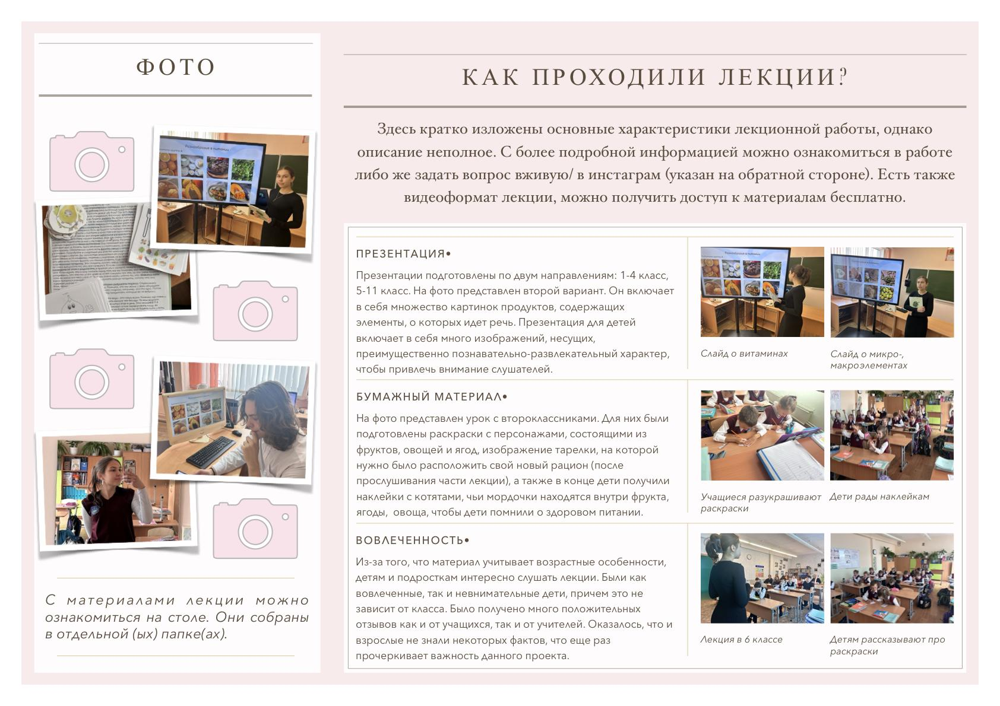 ФОТО
С материалами лекции можно
ознакомиться на столе. Они собраны
в отдельной (ых) папке(ах).
КАК ПРОХОДИЛИ ЛЕКЦИИ?
Здесь кратко изложены основные характеристики лекционной работы, однако
описание неполное. С более подробной информацией можно ознакомиться в работе
либо же задать вопрос вживую/ в инстаграм (указан на обратной стороне). Есть также
видеоформат лекции, можно получить доступ к материалам бесплатно.
ПРЕЗЕНТАЦИЯ•
Презентации подготовлены по двум направлениям: 1-4 класс,
5-11 класс. На фото представлен второй вариант. Он включает
в себя множество картинок продуктов, содержащих
элементы, о которых идет речь. Презентация для детей
включает в себя много изображений, несущих,
преимущественно познавательно-развлекательный характер,
чтобы привлечь внимание слушателей.
Слайд о витаминах
Слайд о микро-,
макроэлементах
БУМАЖНЫЙ МАТЕРИАЛ•
На фото представлен урок с второклассниками. Для них были
подготовлены раскраски с персонажами, состоящими из
фруктов, овощей и ягод, изображение тарелки, на которой
нужно было расположить свой новый рацион (после
прослушивания части лекции), а также в конце дети получили
наклейки с котятами, чьи мордочки находятся внутри фрукта,
ягоды,  овоща, чтобы дети помнили о здоровом питании.
Учащиеся разукрашивают
раскраски
Дети рады наклейкам
ВОВЛЕЧЕННОСТЬ•
Из-за того, что материал учитывает возрастные особенности,
детям и подросткам интересно слушать лекции. Были как
вовлеченные, так и невнимательные дети, причем это не
зависит от класса. Было получено много положительных
отзывов как и от учащихся, так и от учителей. Оказалось, что и
взрослые не знали некоторых фактов, что еще раз
прочеркивает важность данного проекта.
Лекция в 6 классе
Детям рассказывают про
раскраски
Разнообразие в питании